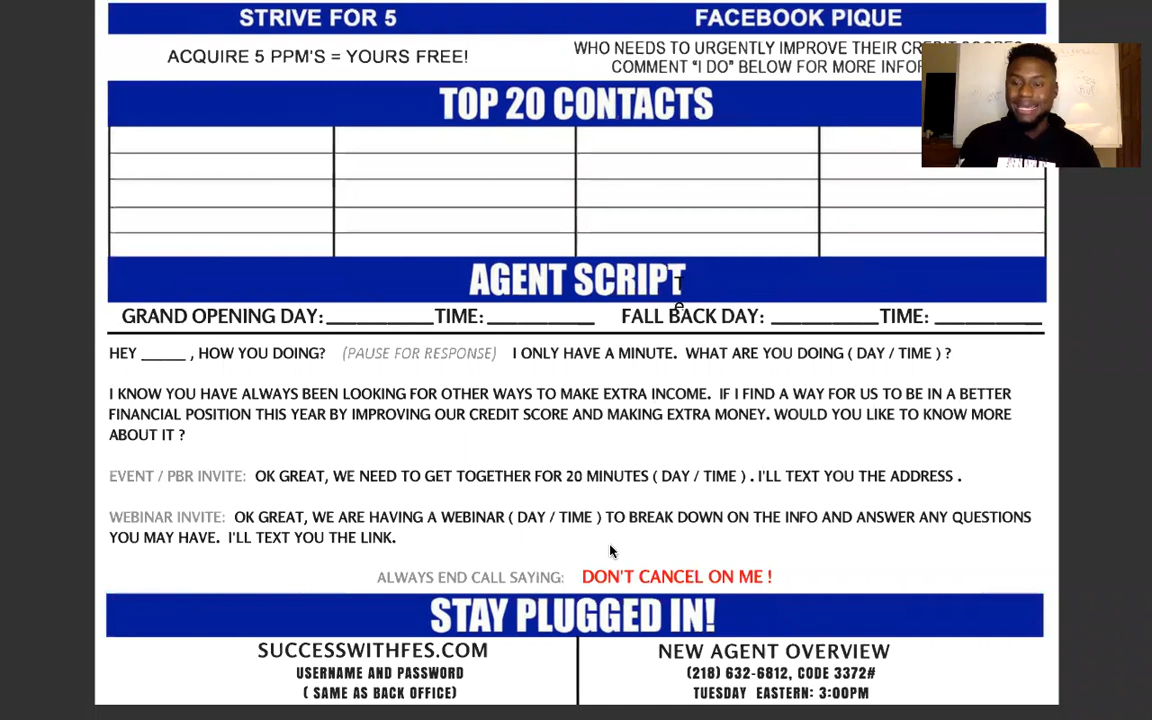 STRIVE FOR 5
FACEBOOK PIQUE
ACQUIRE 5 PPM'S = YOURS FREE!
WHO NEEDS TO URGENTLY IMPROVE THEIR CREDIT SCORES
COMMENT “I DO” BELOW FOR MORE
TOP 20 CONTACTS
AGENT SCRIPT
T
e
GRAND OPENING DAY:__________TIME:__________ FALL BACK DAY: __________TIME: __________
HEY _____ , HOW YOU DOING? (PAUSE FOR RESPONSE) I ONLY HAVE A MINUTE. WHAT ARE YOU DOING ( DAY / TIME ) ?
I KNOW YOU HAVE ALWAYS BEEN LOOKING FOR OTHER WAYS TO MAKE EXTRA INCOME. IF I FIND A WAY FOR US TO BE IN A BETTER
FINANCIAL POSITION THIS YEAR BY IMPROVING OUR CREDIT SCORE AND MAKING EXTRA MONEY. WOULD YOU LIKE TO KNOW MORE
ABOUT IT ?
EVENT / PBR INVITE: OK GREAT, WE NEED TO GET TOGETHER FOR 20 MINUTES ( DAY / TIME ) . I'LL TEXT YOU THE ADDRESS .
WEBINAR INVITE: OK GREAT, WE ARE HAVING A WEBINAR ( DAY / TIME ) TO BREAK DOWN ON THE INFO AND ANSWER ANY QUESTIONS
YOU MAY HAVE. I'LL TEXT YOU THE LINK.
ALWAYS END CALL SAYING: DON'T CANCEL ON ME !
STAY PLUGGED IN!
SUCCESSWITHFES.COM
USERNAME AND PASSWORD
( SAME AS BACK OFFICE)
NEW AGENT OVERVIEW
(218) 632-6812, CODE 3372#
TUESDAY EASTERN: 3:00PM